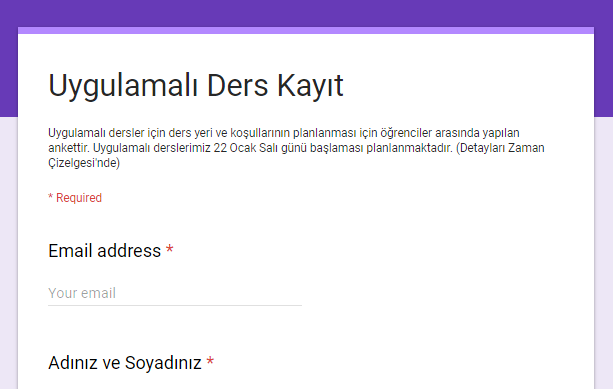 Uygulamalı Ders Kayıt
Uygulamalı dersler için ders yeri ve koşullarının planlanması için öğrenciler arasında yapılan
ankettir. Uygulamalı derslerimiz 22 Ocak Salı günü başlaması planlanmaktadır. (Detayları Zaman
Çizelgesi'nde)
* Required
Email address *
Your email
Adınız ve Soyadınız *